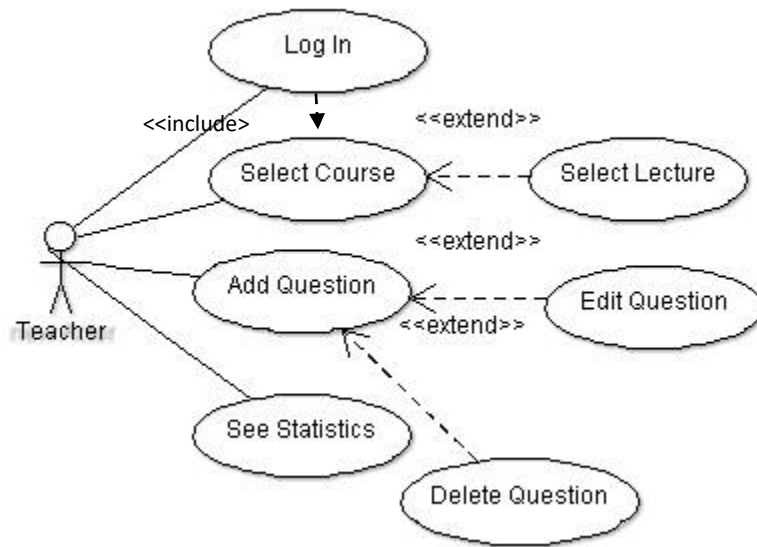 Log In
<<include>
<<extend>>
Select Course
Select Lecture
<<extend>>
Add Question
Edit Question
<<extend>>
Teacher
See Statistics
Delete Question